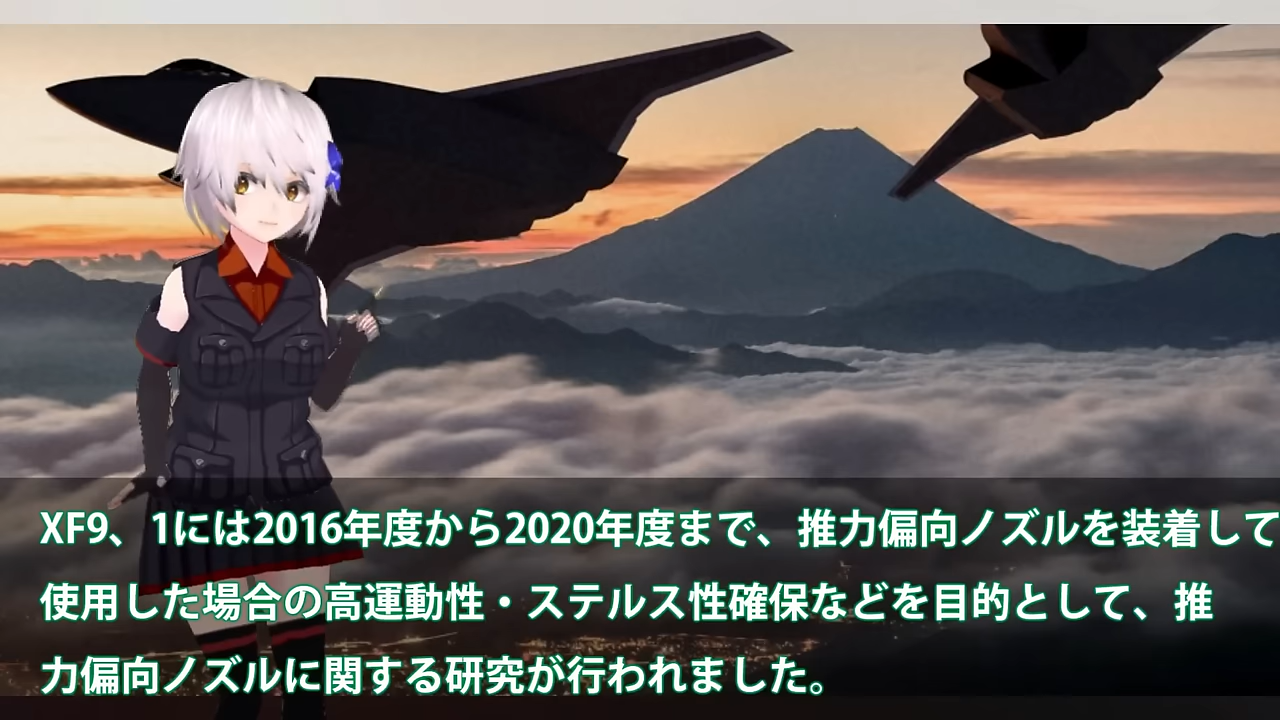 XF9、1には2016年度から2020年度まで、推力偏向ノズルを装着して
使用した場合の高運動性・ステルス性確保などを目的として、推
力偏向ノズルに関する研究が行われました。